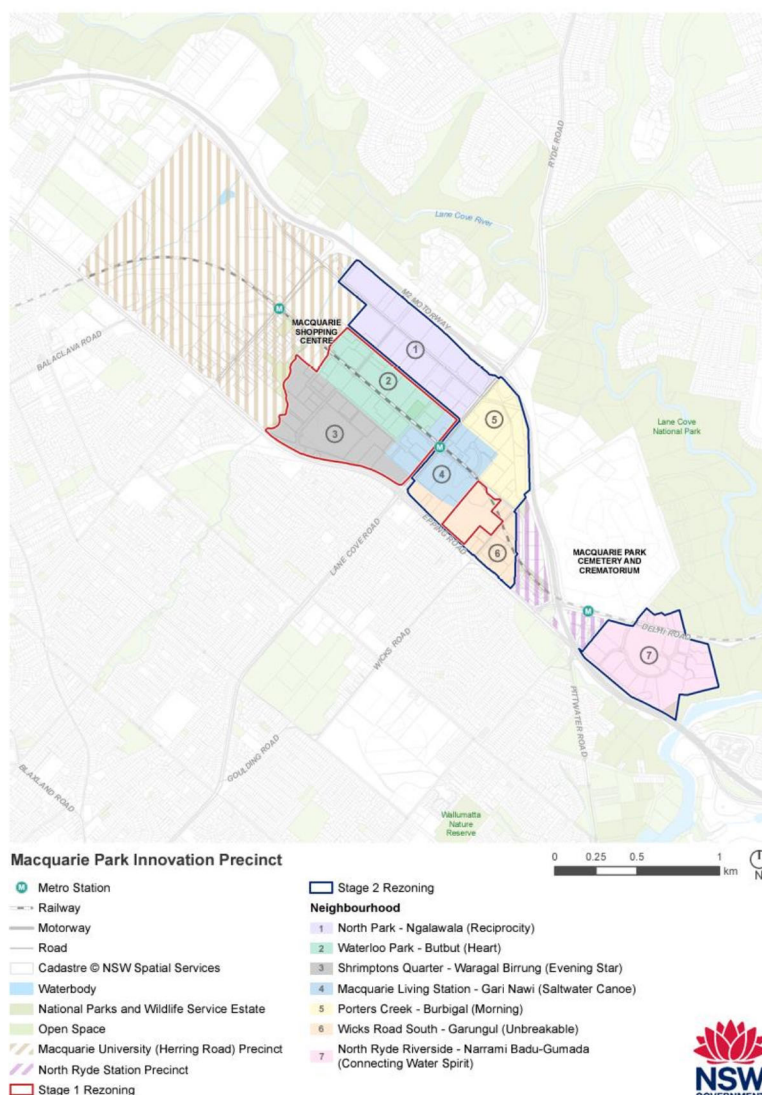 RYDE ROAD
Lane Cove River
M2 MOTORWAY
M
MACQUARIE
SHOPPING
CENTRE
BALACLAVA ROAD
1
2
5
3
Lane Cove
National Park
M
4
LANE COVE ROAD
EPPING ROAD
6
MACQUARIE PARK
CEMETERY AND
CREMATORIUM
M
DELHI ROAD
WICKS ROAD
7
PITTWATER ROAD
GOULDING ROAD
BLAXLAND ROAD
Wallumatta
Nature
Reserve
Macquarie Park Innovation Precinct
0 0.25 0.5 1
km
N
M Metro Station
Railway
Motorway
Road
Cadastre © NSW Spatial Services
Waterbody
National Parks and Wildlife Service Estate
Open Space
Macquarie University (Herring Road) Precinct
North Ryde Station Precinct
Stage 1 Rezoning
Stage 2 Rezoning
Neighbourhood
1 North Park - Ngalawala (Reciprocity)
2 Waterloo Park - Butbut (Heart)
3 Shrimptons Quarter - Waragal Birrung (Evening Star)
4 Macquarie Living Station - Gari Nawi (Saltwater Canoe)
5 Porters Creek - Burbigal (Morning)
6 Wicks Road South - Garungul (Unbreakable)
7 North Ryde Riverside - Narrami Badu-Gumada
(Connecting Water Spirit)
NSW
GOVERNMENT